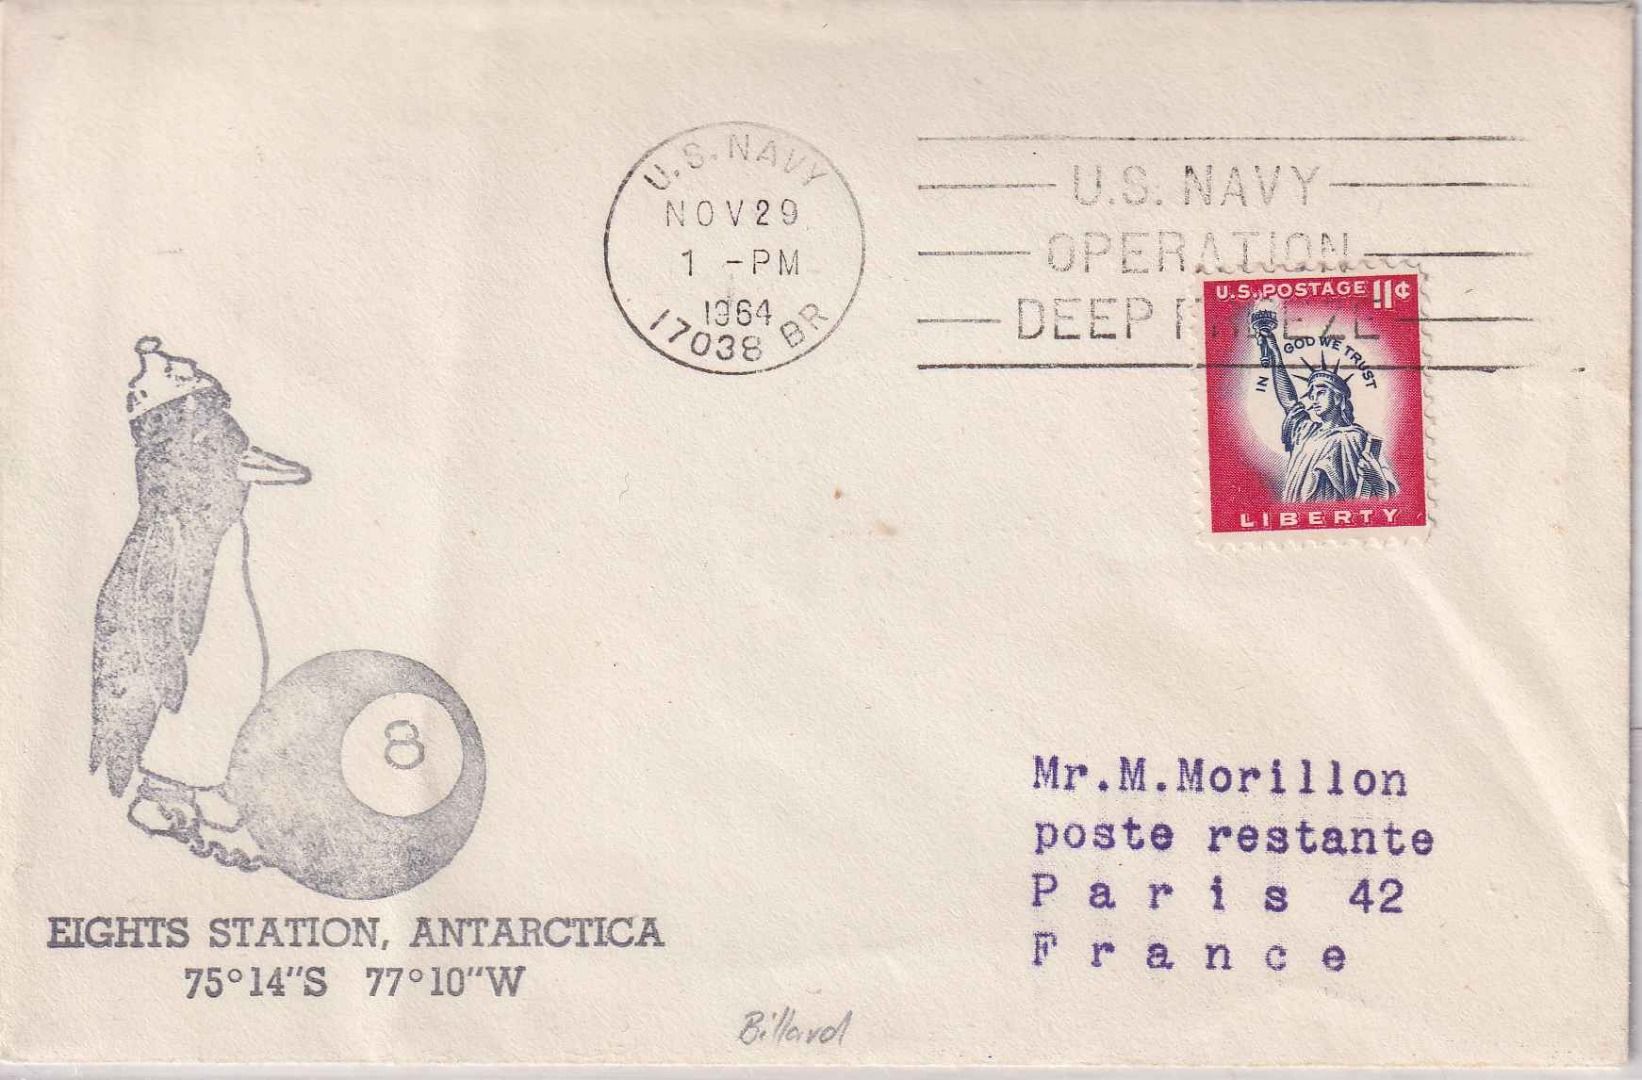 U.S. NAVY
NOV 29
1 -PM
1964
17038 BR
U.S. NAVY
OPERATION
DEEP FREEZE
U.S. POSTAGE 11¢
IN GOD WE TRUST
LIBERTY
8
EIGHTS STATION, ANTARCTICA
75°14"S 77°10"W
Mr.M.Morillon
poste restante
Paris 42
France
Billard